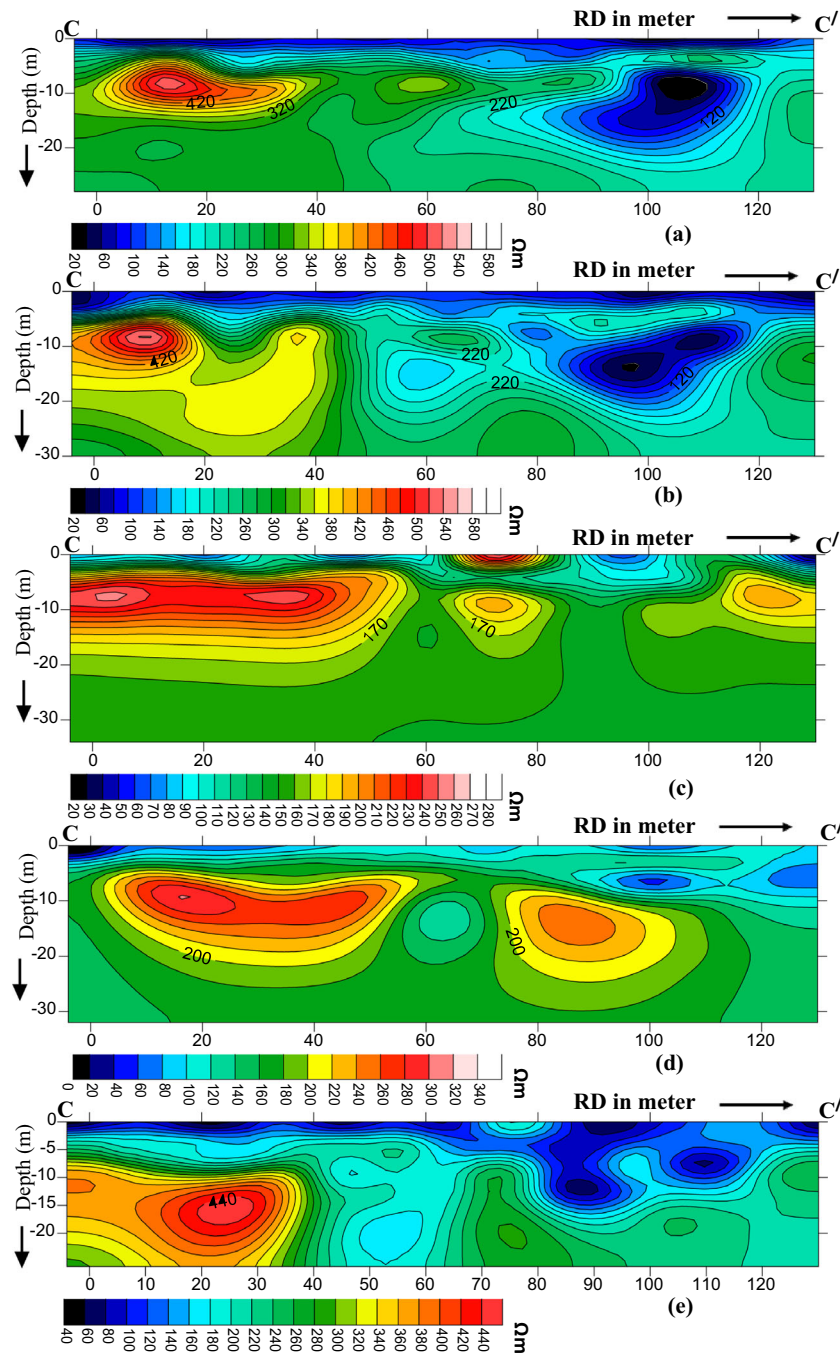 C RD in meter C/
Depth (m)
0
-10
-20
420
320
220
120
0 20 40 60 80 100 120
20 60 100 140 180 220 260 300 340 380 420 460 500 540 580 Ωm
(a)
C RD in meter C/
Depth (m)
0
-10
-20
-30
420
220
220
120
0 20 40 60 80 100 120
20 60 100 140 180 220 260 300 340 380 420 460 500 540 580 Ωm
(b)
C RD in meter C/
Depth (m)
0
-10
-20
-30
170
170
0 20 40 60 80 100 120
20 30 40 50 70 80 90 100 110 120 140 150 160 170 180 190 200 210 220 230 240 250 260 270 280 Ωm
(c)
C RD in meter C/
Depth (m)
0
-10
-20
-30
200
200
0 20 40 60 80 100 120
0 20 40 60 80 100 120 140 160 180 200 220 240 260 280 300 320 340 Ωm
(d)
C RD in meter C/
Depth (m)
0
-5
-10
-15
-20
440
0 10 20 30 40 50 60 70 80 90 100 110 120 130
40 60 80 100 120 140 160 180 200 220 240 260 280 300 320 340 360 380 400 420 440 Ωm
(e)